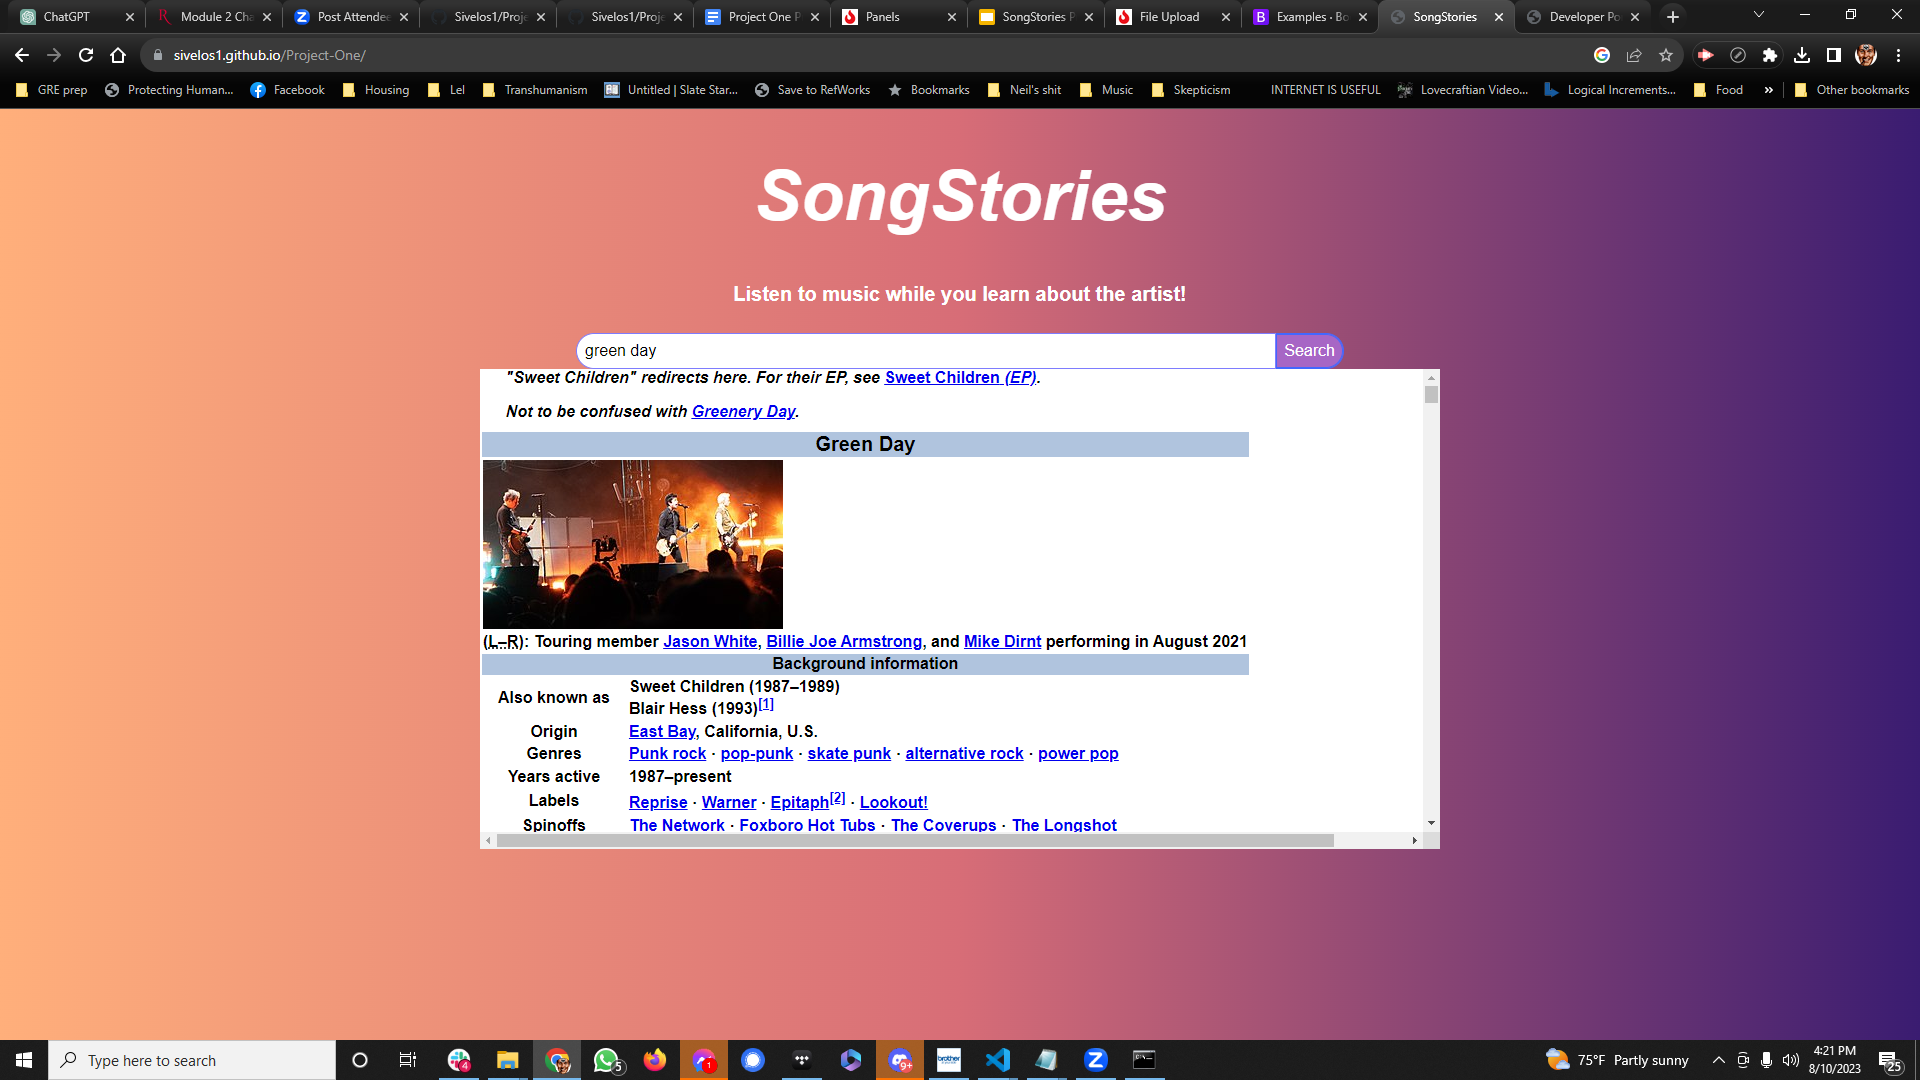 ChatGPT
Module 2 Cha
Post Attendee
Sivelos1/Proje
Sivelos1/Proje
Project One P
Panels
SongStories P
File Upload
Examples · Bo
SongStories
Developer Po
sivelos1.github.io/Project-One/
GRE prep
Protecting Human...
Facebook
Housing
Lel
Transhumanism
Untitled | Slate Star...
Save to RefWorks
Bookmarks
Neil's shit
Music
Skepticism
INTERNET IS USEFUL
Lovecraftian Video...
Logical Increments...
Food
»
Other bookmarks
SongStories
Listen to music while you learn about the artist!
green day
Search
"Sweet Children" redirects here. For their EP, see Sweet Children (EP).
Not to be confused with Greenery Day.
Green Day
(L–R): Touring member Jason White, Billie Joe Armstrong, and Mike Dirnt performing in August 2021
Background information
Also known as
Sweet Children (1987–1989)
Blair Hess (1993)[1]
Origin East Bay, California, U.S.
Genres Punk rock · pop-punk · skate punk · alternative rock · power pop
Years active 1987–present
Labels Reprise · Warner · Epitaph[2] · Lookout!
Spinoffs The Network · Foxboro Hot Tubs · The Coverups · The Longshot
Type here to search
4
5
1
9+
brother
75°F Partly sunny
4:21 PM
8/10/2023
25